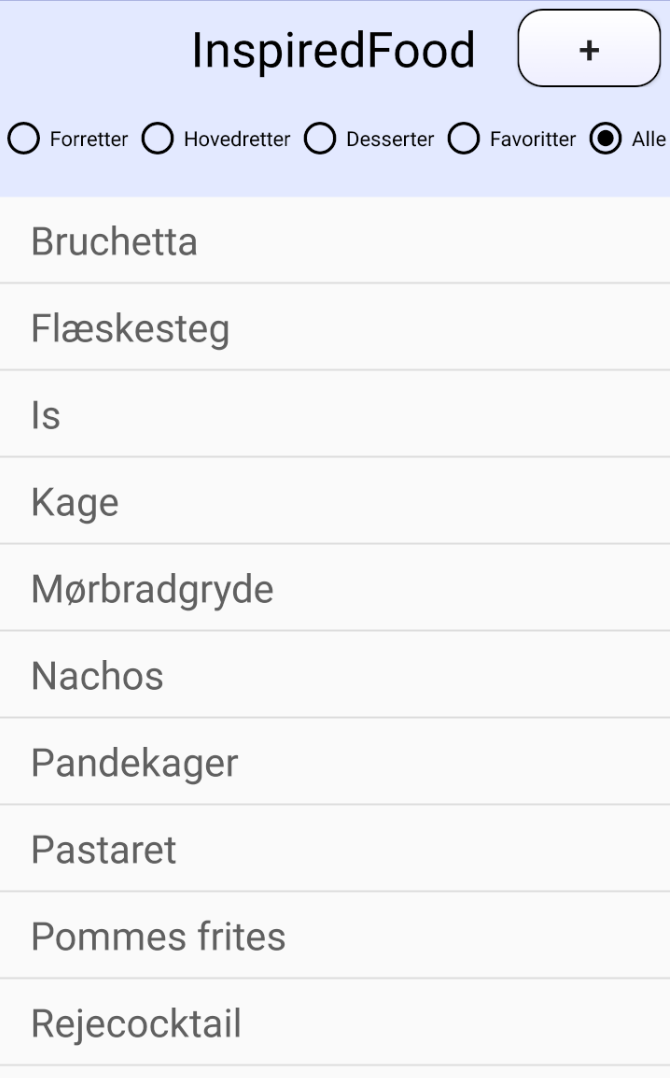 InspiredFood +
Forretter Hovedretter Desserter Favoritter Alle
Bruchetta
Flæskesteg
Is
Kage
Mørbradgryde
Nachos
Pandekager
Pastaret
Pommes frites
Rejecocktail